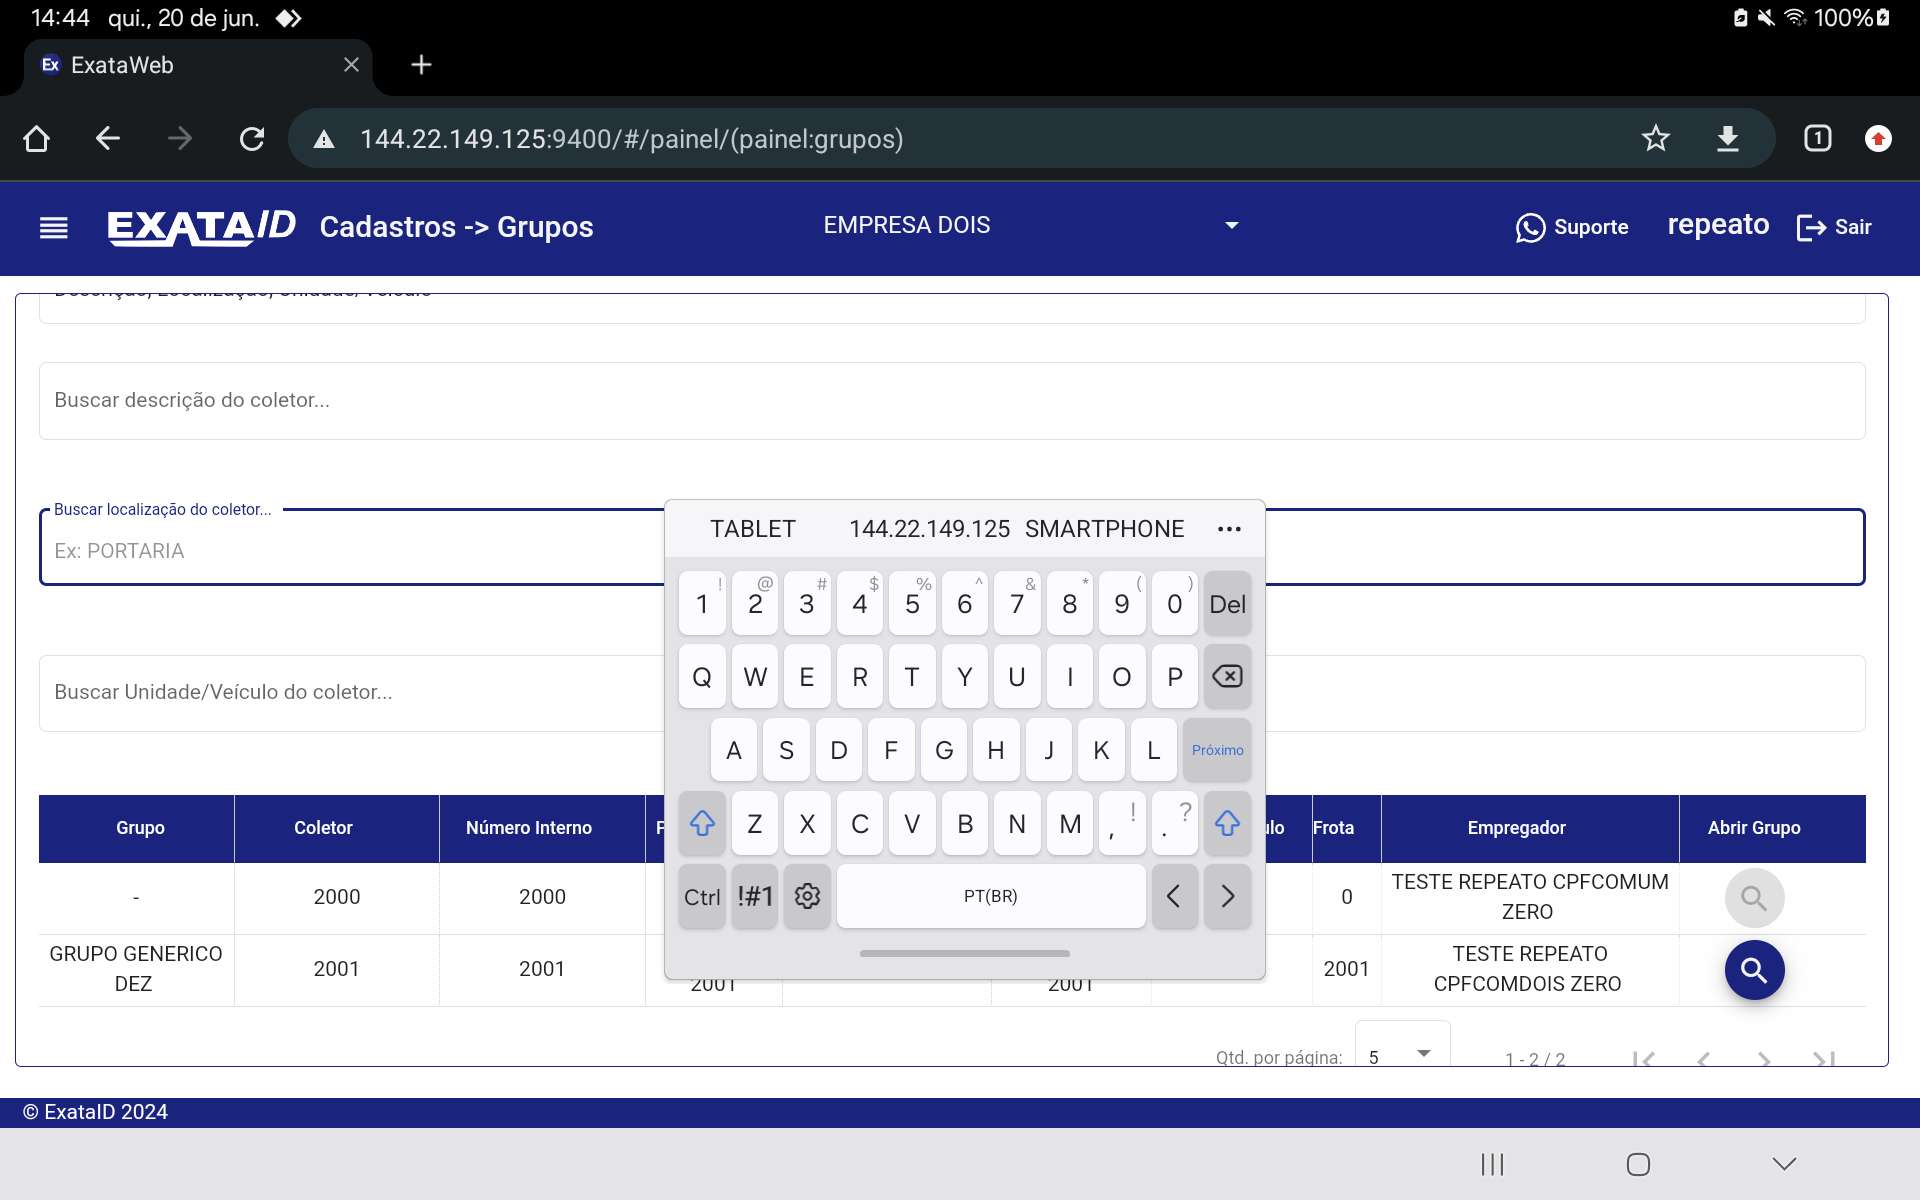 14:44 qui., 20 de jun. 100%
Ex ExataWeb
144.22.149.125:9400/#/painel/(painel:grupos) 1
EXATA/D Cadastros -> Grupos EMPRESA DOIS Suporte repeato Sair
Buscar descrição do coletor...
Buscar localização do coletor...
Ex: PORTARIA
TABLET 144.22.149.125 SMARTPHONE
! @ # $ % ^ & * ( )
1 2 3 4 5 6 7 8 9 0 Del
Q W E R T Y U I O P
A S D F G H J K L Próximo
Z X C V B N M , ! . ?
Ctrl !#1 PT(BR) < >
Buscar Unidade/Veículo do coletor...
Grupo Coletor Número Interno Frota Empregador Abrir Grupo
- 2000 2000 0 TESTE REPEATO CPFCOMUM
ZERO
GRUPO GENERICO
DEZ 2001 2001 2001 2001 2001 TESTE REPEATO
CPFCOMDOIS ZERO
Qtd. por página: 5 1 - 2 / 2
© ExataID 2024